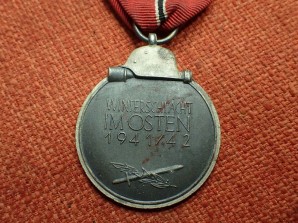 WINTERSCHLACHT
IM OSTEN
1941/42